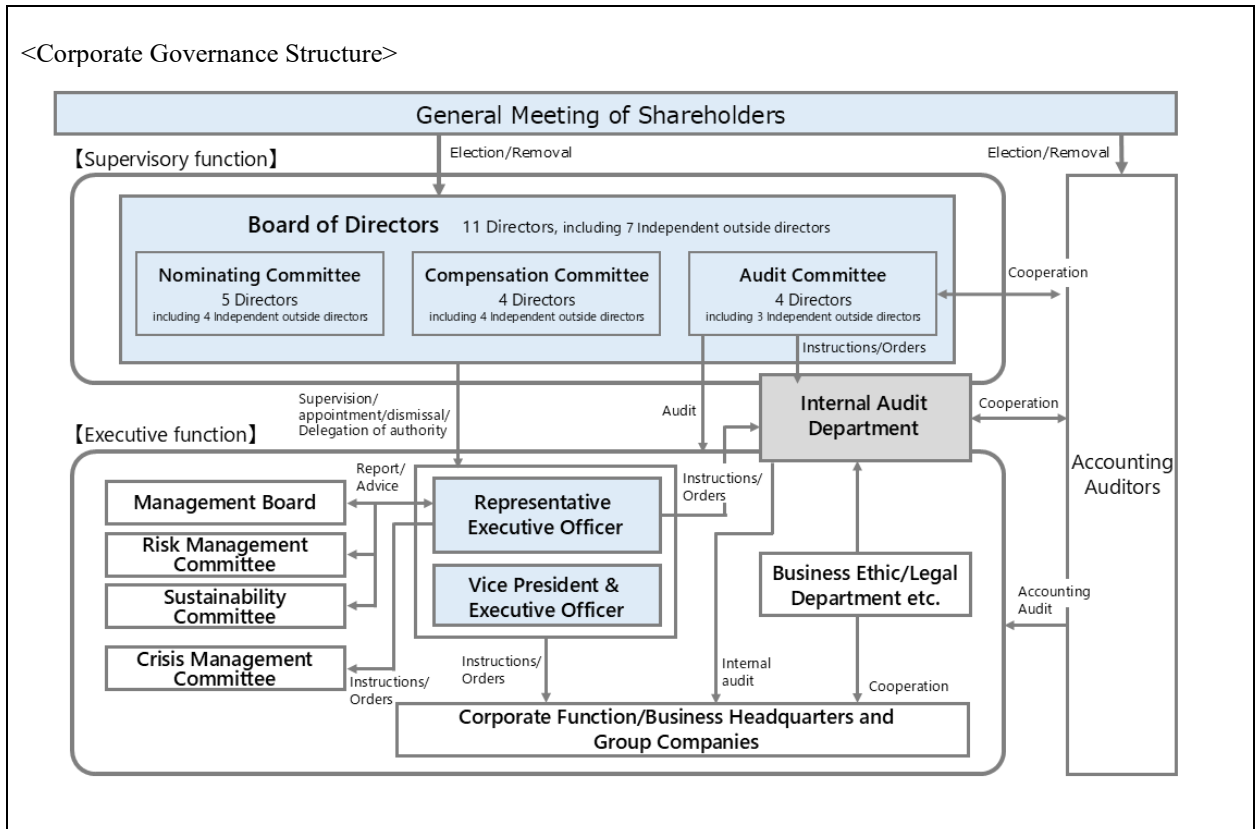 <Corporate Governance Structure>
General Meeting of Shareholders
【Supervisory function】
Election/Removal
Election/Removal
Board of Directors 11 Directors, including 7 Independent outside directors
Nominating Committee
5 Directors
including 4 Independent outside directors
Compensation Committee
4 Directors
including 4 Independent outside directors
Audit Committee
4 Directors
including 3 Independent outside directors
Cooperation
Instructions/Orders
Supervision/
appointment/dismissal/
Delegation of authority
Audit
Internal Audit
Department
Cooperation
Accounting
Auditors
【Executive function】
Report/
Advice
Management Board
Risk Management
Committee
Sustainability
Committee
Crisis Management
Committee
Representative
Executive Officer
Vice President &
Executive Officer
Instructions/
Orders
Business Ethic/Legal
Department etc.
Accounting
Audit
Instructions/
Orders
Instructions/
Orders
Internal
audit
Cooperation
Corporate Function/Business Headquarters and
Group Companies